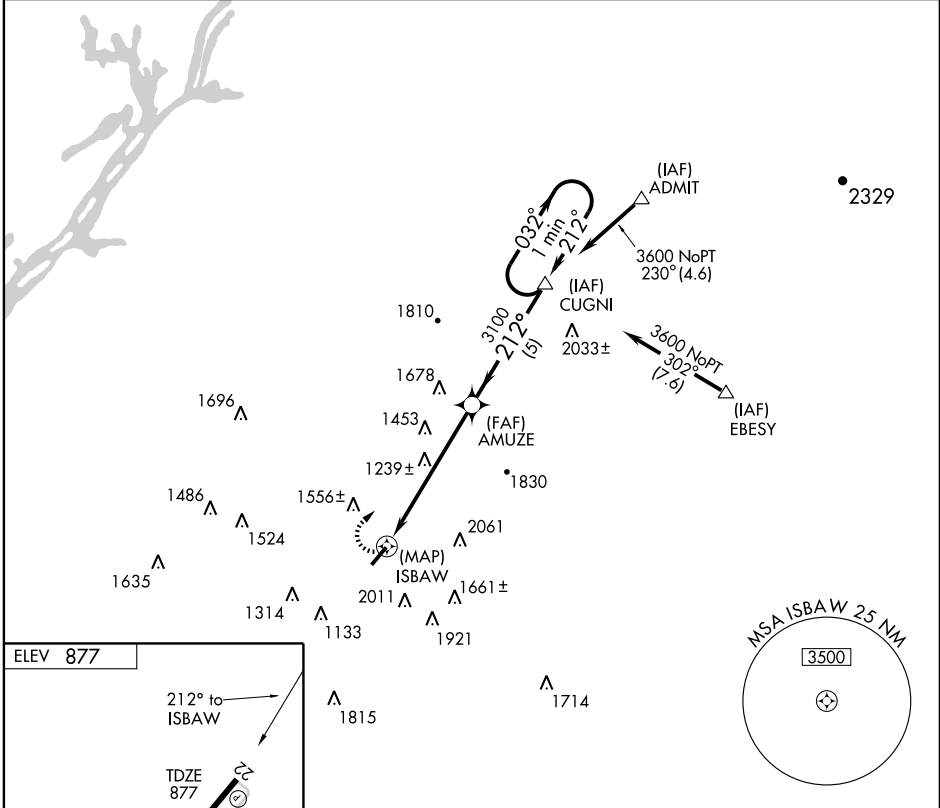 (IAF)
ADMIT
2329
032°
1 min
212°
3600 NoPT
230° (4.6)
(IAF)
CUGNI
1810
3100
212°
(5)
2033±
3600 NoPT
302°
(7.6)
1678
(IAF)
EBESY
1696
1453
(FAF)
AMUZE
1239±
1830
1486
1556±
1524
2061
(MAP)
ISBAW
1635
1661±
2011
1314
1133
1921
MSA ISBAW 25 NM
3500
ELEV 877
1714
212° to
ISBAW
1815
22
TDZE
877
P